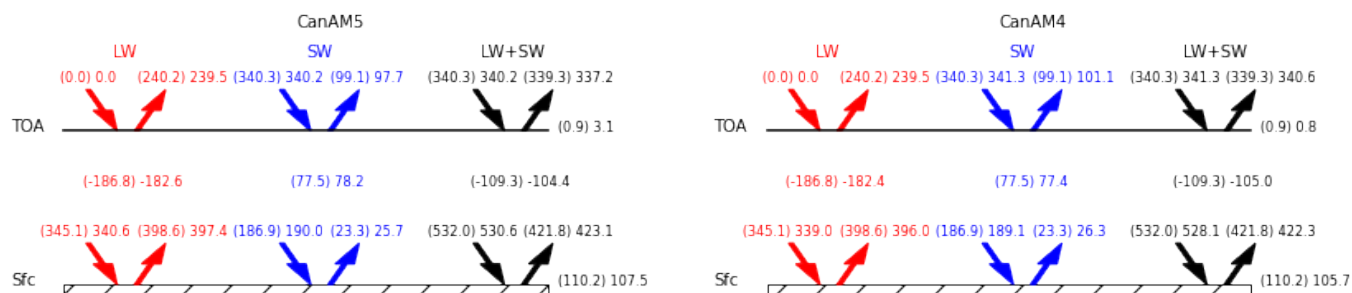 CanAM5
LW SW LW+SW
(0.0) 0.0 (240.2) 239.5 (340.3) 340.2 (99.1) 97.7 (340.3) 340.2 (339.3) 337.2
TOA (0.9) 3.1
(-186.8) -182.6 (77.5) 78.2 (-109.3) -104.4
(345.1) 340.6 (398.6) 397.4 (186.9) 190.0 (23.3) 25.7 (532.0) 530.6 (421.8) 423.1
Sfc (110.2) 107.5
CanAM4
LW SW LW+SW
(0.0) 0.0 (240.2) 239.5 (340.3) 341.3 (99.1) 101.1 (340.3) 341.3 (339.3) 340.6
TOA (0.9) 0.8
(-186.8) -182.4 (77.5) 77.4 (-109.3) -105.0
(345.1) 339.0 (398.6) 396.0 (186.9) 189.1 (23.3) 26.3 (532.0) 528.1 (421.8) 422.3
Sfc (110.2) 105.7